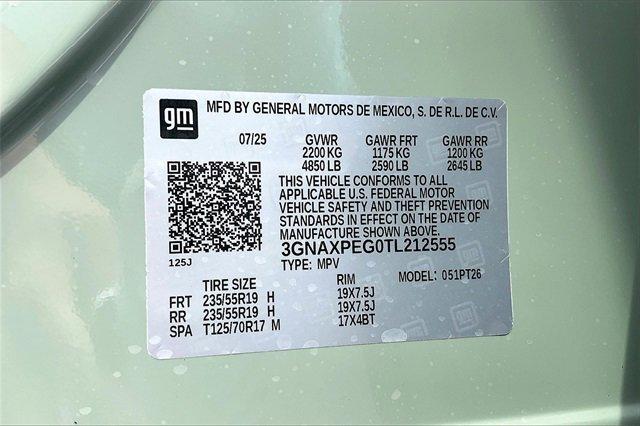 gm MFD BY GENERAL MOTORS DE MEXICO, S. DE R.L. DE C.V.
07/25 GVWR GAWR FRT GAWR RR
2200 KG 1175 KG 1200 KG
4850 LB 2590 LB 2645 LB
THIS VEHICLE CONFORMS TO ALL
APPLICABLE U.S. FEDERAL MOTOR
VEHICLE SAFETY AND THEFT PREVENTION
STANDARDS IN EFFECT ON THE DATE OF
MANUFACTURE SHOWN ABOVE.
125J
3GNAXPEG0TL212555
TYPE: MPV MODEL: 051PT26
TIRE SIZE RIM
FRT 235/55R19 H 19X7.5J
RR 235/55R19 H 19X7.5J
SPA T125/70R17 M 17X4BT